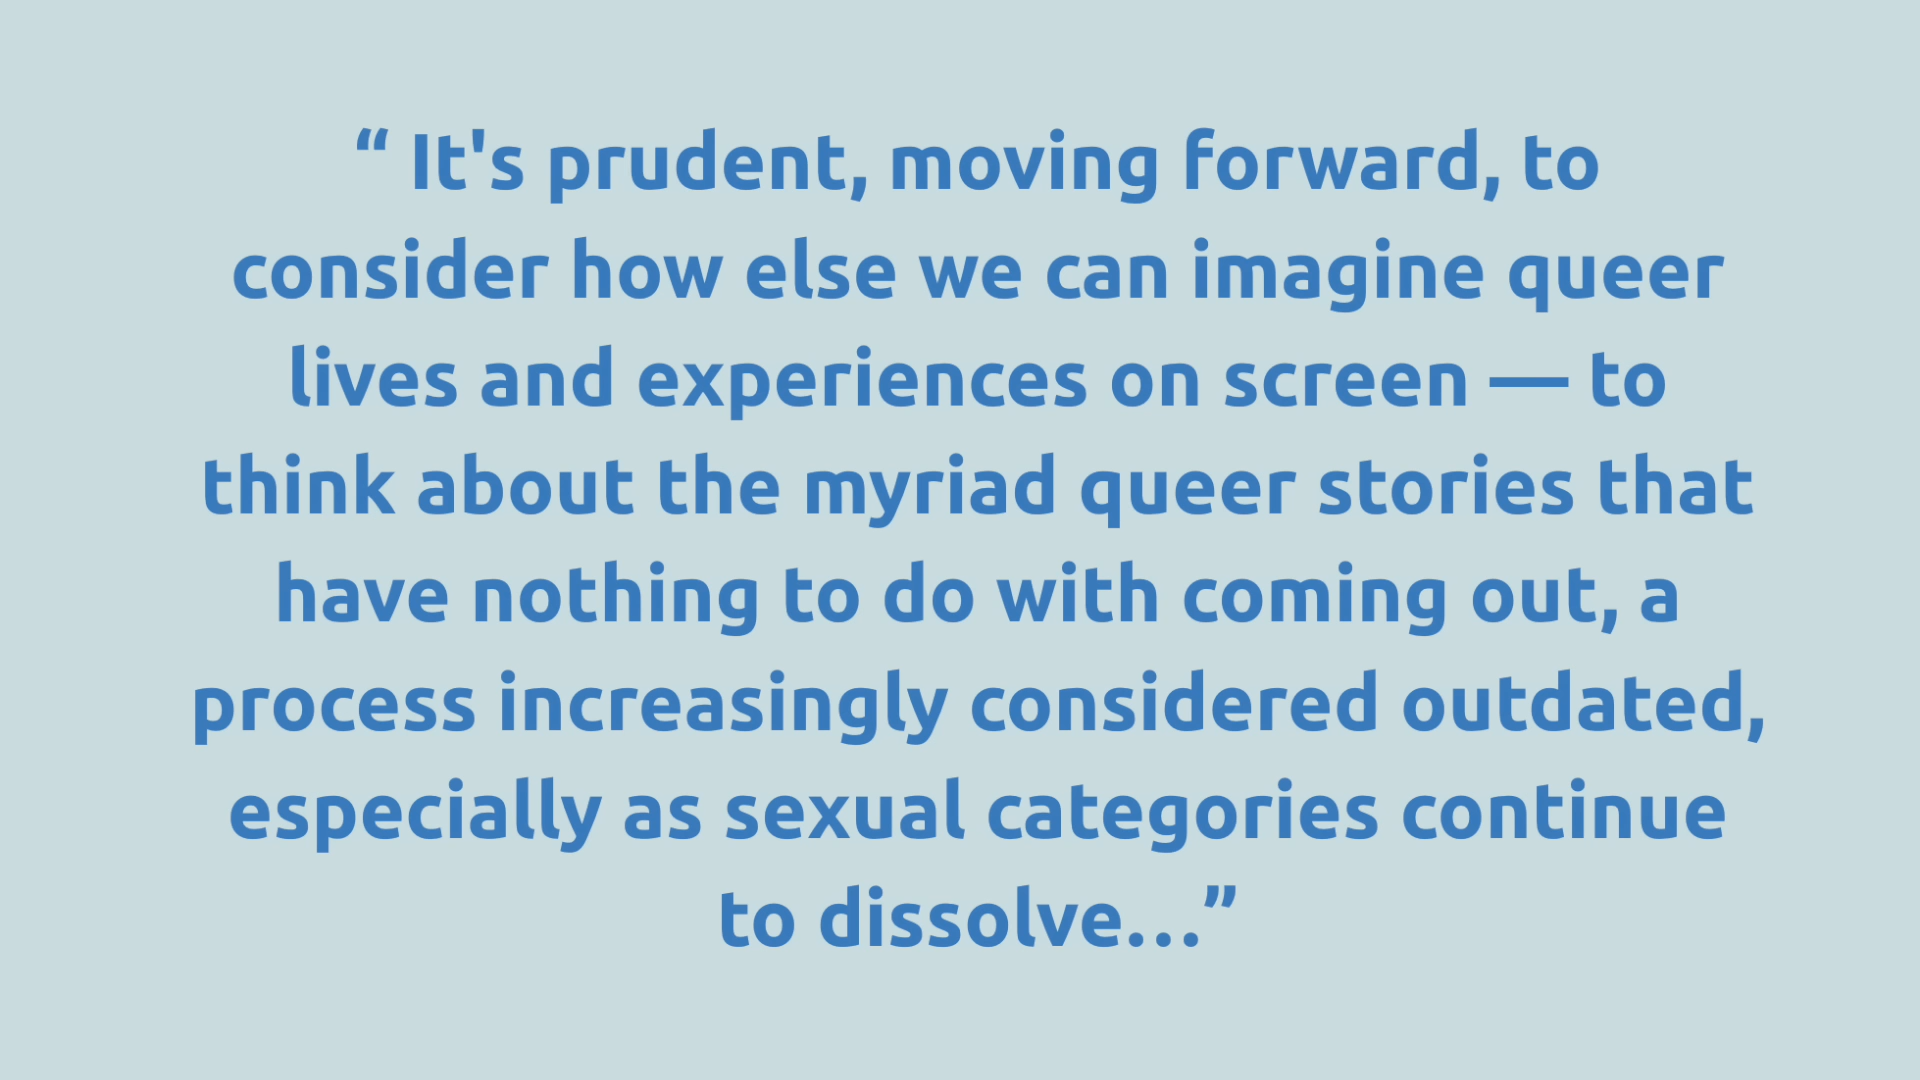 “ It's prudent, moving forward, to
consider how else we can imagine queer
lives and experiences on screen — to
think about the myriad queer stories that
have nothing to do with coming out, a
process increasingly considered outdated,
especially as sexual categories continue
to dissolve…”